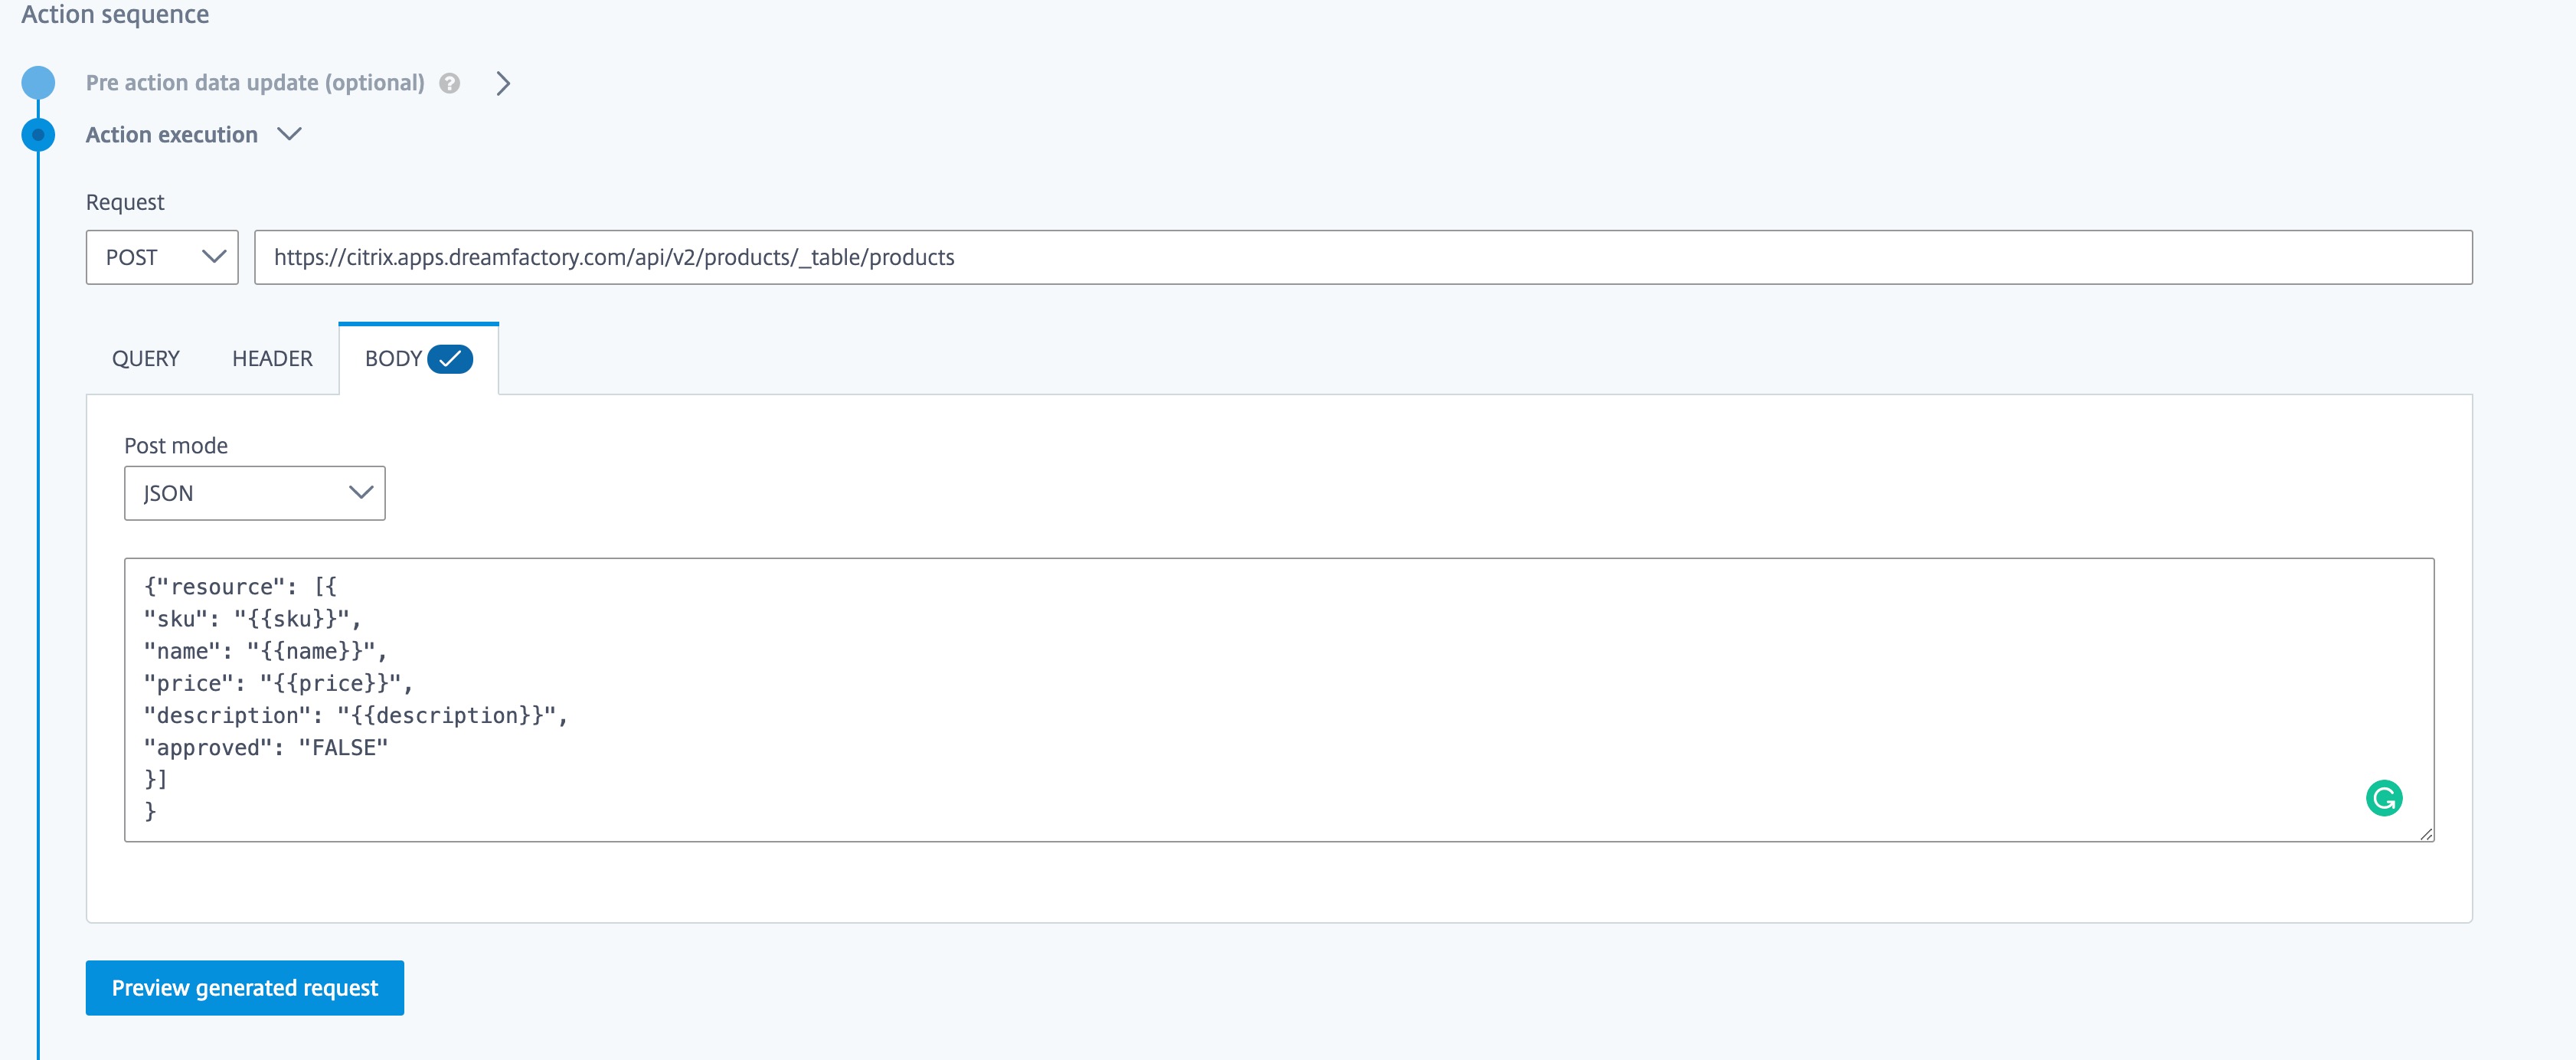 Action sequence
Pre action data update (optional) ?
Action execution
Request
POST https://citrix.apps.dreamfactory.com/api/v2/products/_table/products
QUERY HEADER BODY
Post mode
JSON
{"resource": [{
"sku": "{{sku}}",
"name": "{{name}}",
"price": "{{price}}",
"description": "{{description}}",
"approved": "FALSE"
}]
}
Preview generated request